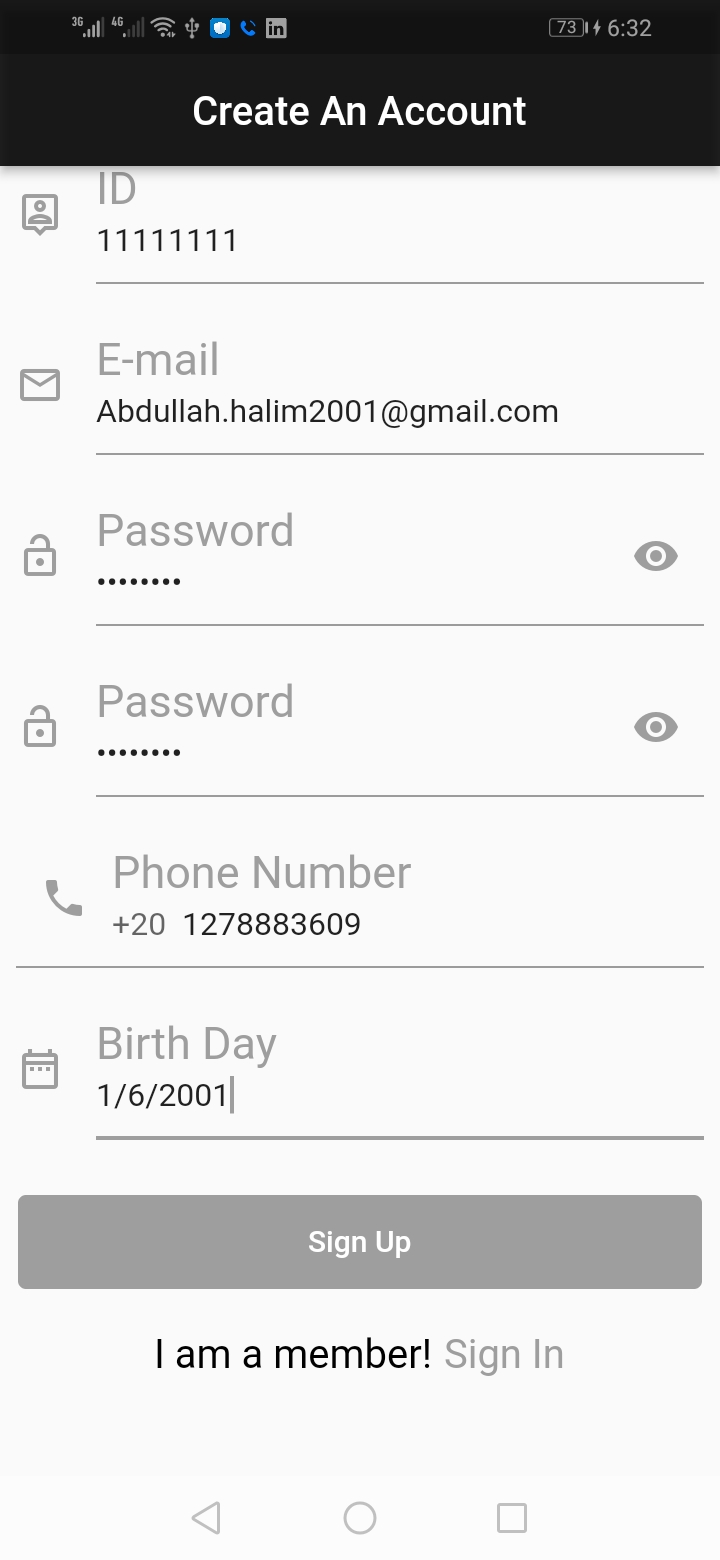 3G 4G 73 6:32
Create An Account
ID
11111111
E-mail
Abdullah.halim2001@gmail.com
Password
••••••••
Password
••••••••
Phone Number
+20 1278883609
Birth Day
1/6/2001
Sign Up
I am a member! Sign In